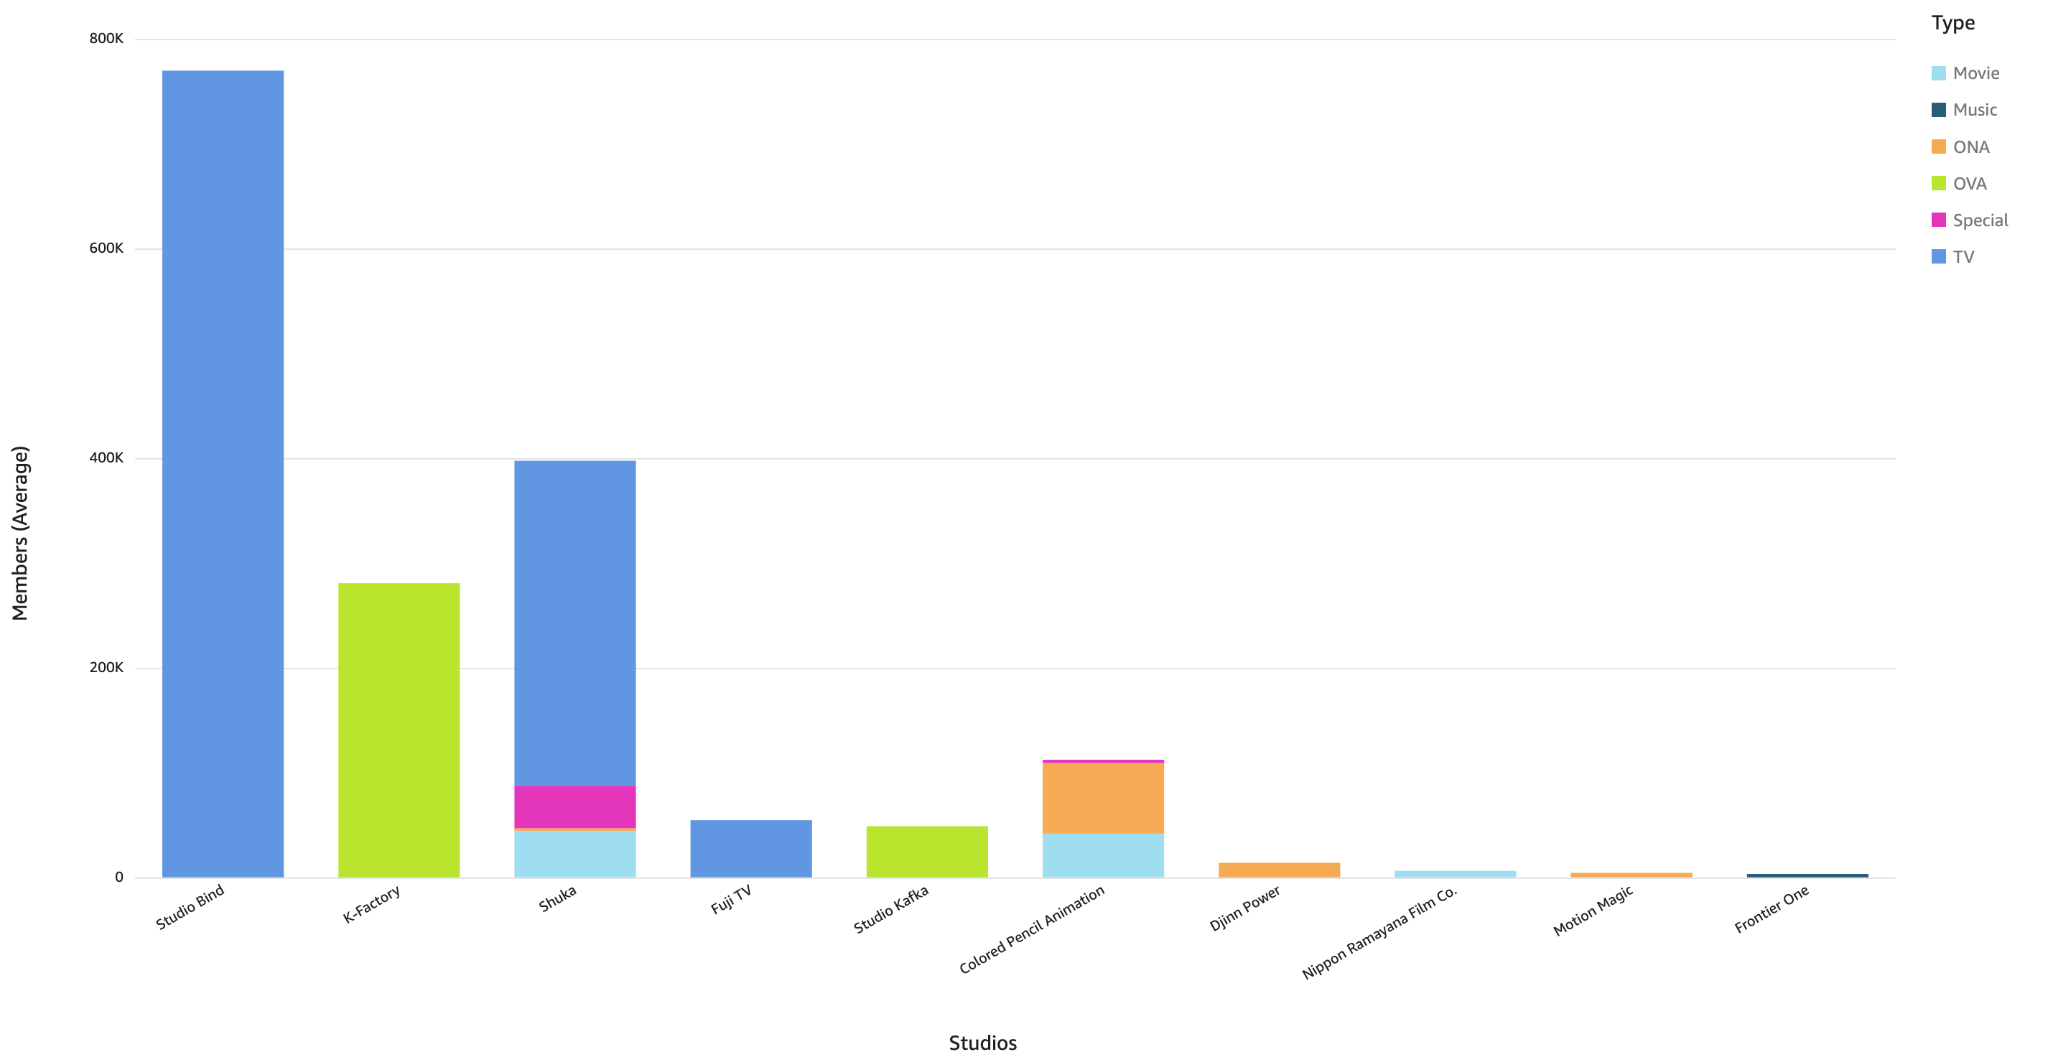 Type
Movie
Music
ONA
OVA
Special
TV
800K
600K
400K
200K
0
Members (Average)
Studio Bind
K-Factory
Shuka
Fuji TV
Studio Kafka
Colored Pencil Animation
Djinn Power
Nippon Ramayana Film Co.
Motion Magic
Frontier One
Studios